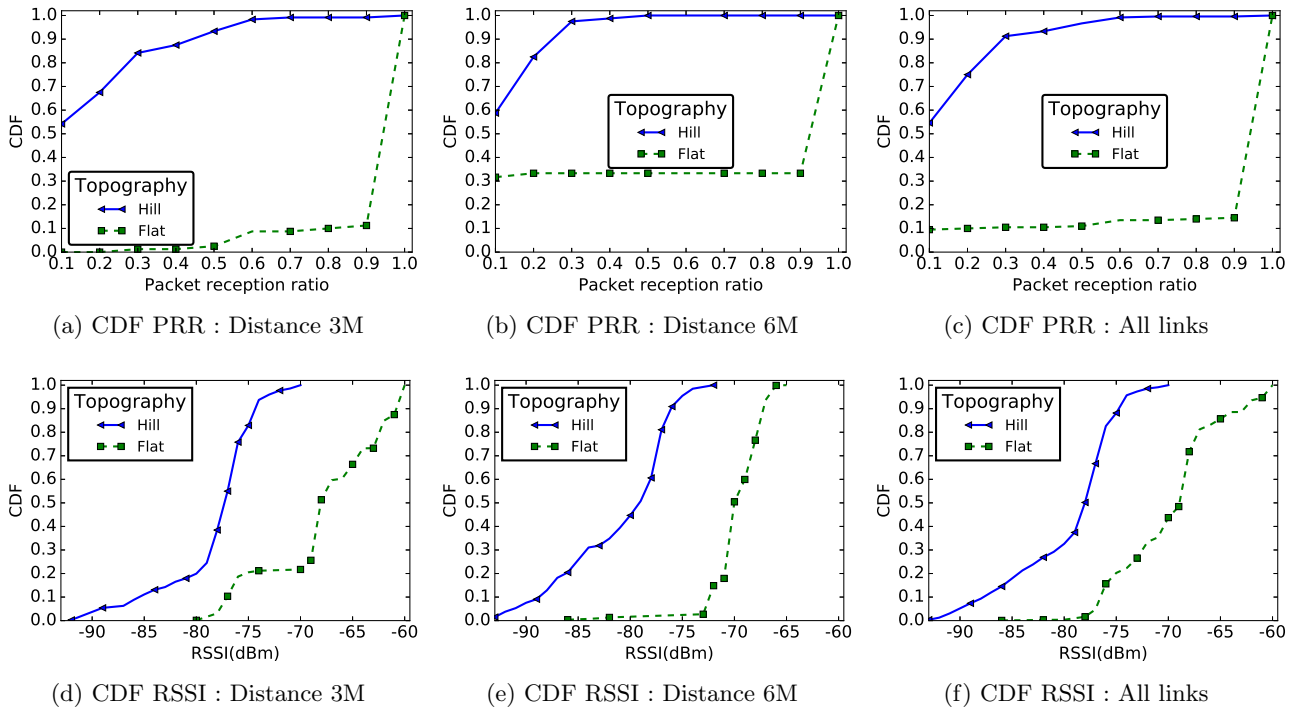 1.0
0.9
0.8
0.7
0.6
0.5
0.4
0.3
0.2
0.1
0.0
CDF
Topography
Hill
Flat
0.1 0.2 0.3 0.4 0.5 0.6 0.7 0.8 0.9 1.0
Packet reception ratio
(a) CDF PRR : Distance 3M
1.0
0.9
0.8
0.7
0.6
0.5
0.4
0.3
0.2
0.1
0.0
CDF
Topography
Hill
Flat
0.1 0.2 0.3 0.4 0.5 0.6 0.7 0.8 0.9 1.0
Packet reception ratio
(b) CDF PRR : Distance 6M
1.0
0.9
0.8
0.7
0.6
0.5
0.4
0.3
0.2
0.1
0.0
CDF
Topography
Hill
Flat
0.1 0.2 0.3 0.4 0.5 0.6 0.7 0.8 0.9 1.0
Packet reception ratio
(c) CDF PRR : All links
1.0
0.9
0.8
0.7
0.6
0.5
0.4
0.3
0.2
0.1
0.0
CDF
Topography
Hill
Flat
-90 -85 -80 -75 -70 -65 -60
RSSI(dBm)
(d) CDF RSSI : Distance 3M
1.0
0.9
0.8
0.7
0.6
0.5
0.4
0.3
0.2
0.1
0.0
CDF
Topography
Hill
Flat
-90 -85 -80 -75 -70 -65 -60
RSSI(dBm)
(e) CDF RSSI : Distance 6M
1.0
0.9
0.8
0.7
0.6
0.5
0.4
0.3
0.2
0.1
0.0
CDF
Topography
Hill
Flat
-90 -85 -80 -75 -70 -65 -60
RSSI(dBm)
(f) CDF RSSI : All links